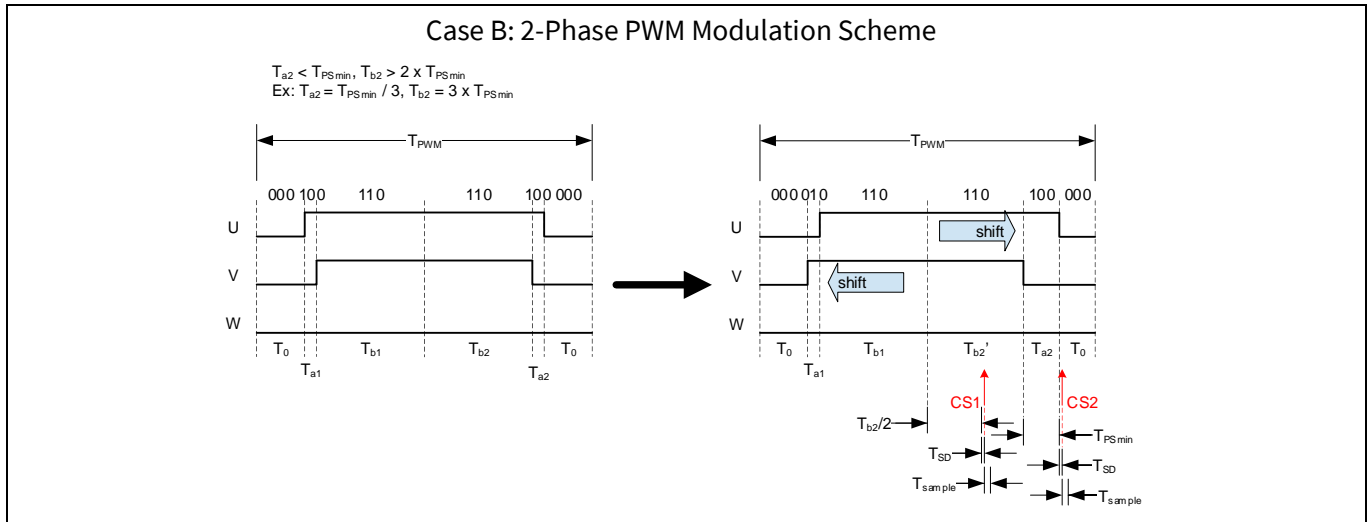 Case B: 2-Phase PWM Modulation Scheme
Ta2 < TPSmin, Tb2 > 2 x TPSmin
Ex: Ta2 = TPSmin / 3, Tb2 = 3 x TPSmin
TPWM
000 100 110 110 100 000
U
V
W
T0 Tb1 Tb2 T0
Ta1 Ta2
TPWM
000 010 110 110 100 000
U shift
V shift
W
T0 Tb1 Tb2’ Ta2 T0
Ta1
CS1 CS2
Tb2/2 TPSmin
TSD TSD
Tsample Tsample